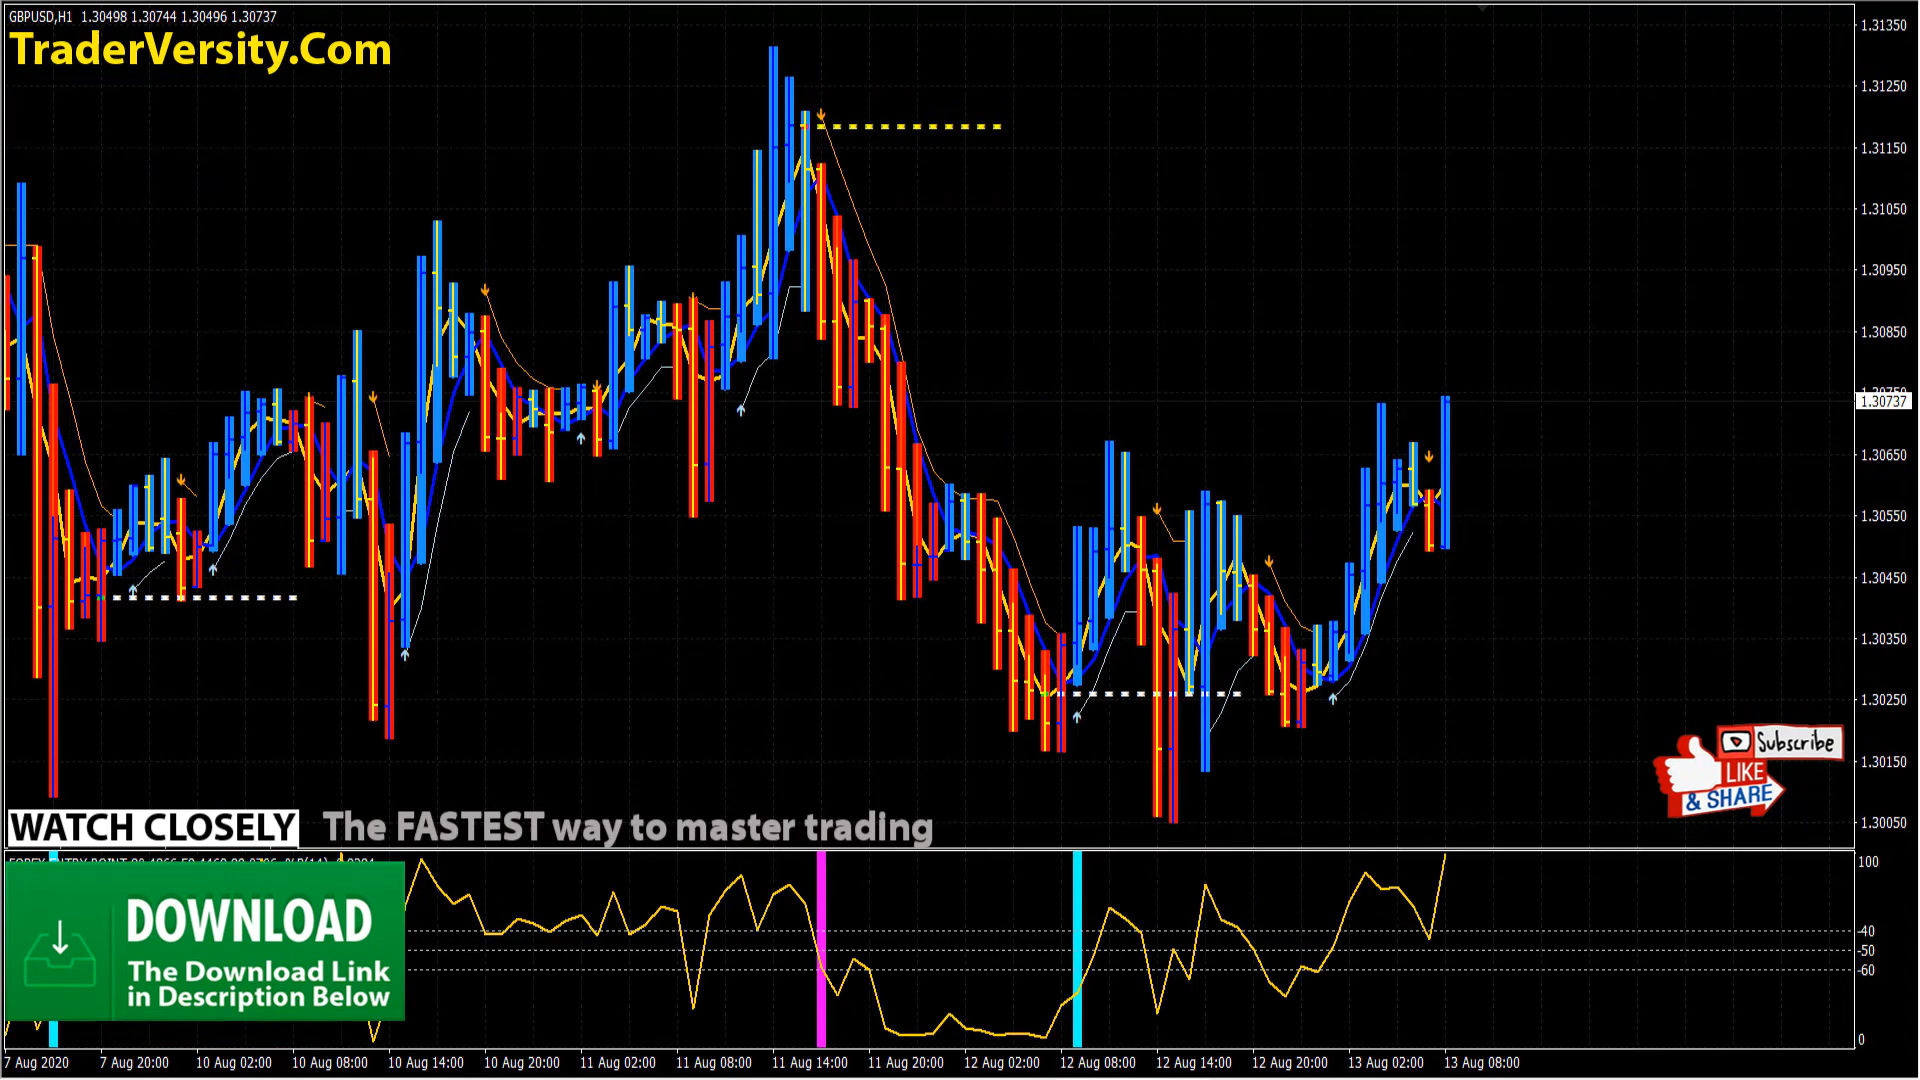 GBPUSD,H1 1.30498 1.30744 1.30496 1.30737
TraderVersity.Com
1.31350
1.31250
1.31150
1.31050
1.30950
1.30850
1.30750
1.30737
1.30650
1.30550
1.30450
1.30350
1.30250
1.30150
1.30050
Subscribe
LIKE
& SHARE
WATCH CLOSELY The FASTEST way to master trading
DOWNLOAD
The Download Link
in Description Below
100
-40
-50
-60
0
7 Aug 2020 7 Aug 20:00 10 Aug 02:00 10 Aug 08:00 10 Aug 14:00 10 Aug 20:00 11 Aug 02:00 11 Aug 08:00 11 Aug 14:00 11 Aug 20:00 12 Aug 02:00 12 Aug 08:00 12 Aug 14:00 12 Aug 20:00 13 Aug 02:00 13 Aug 08:00